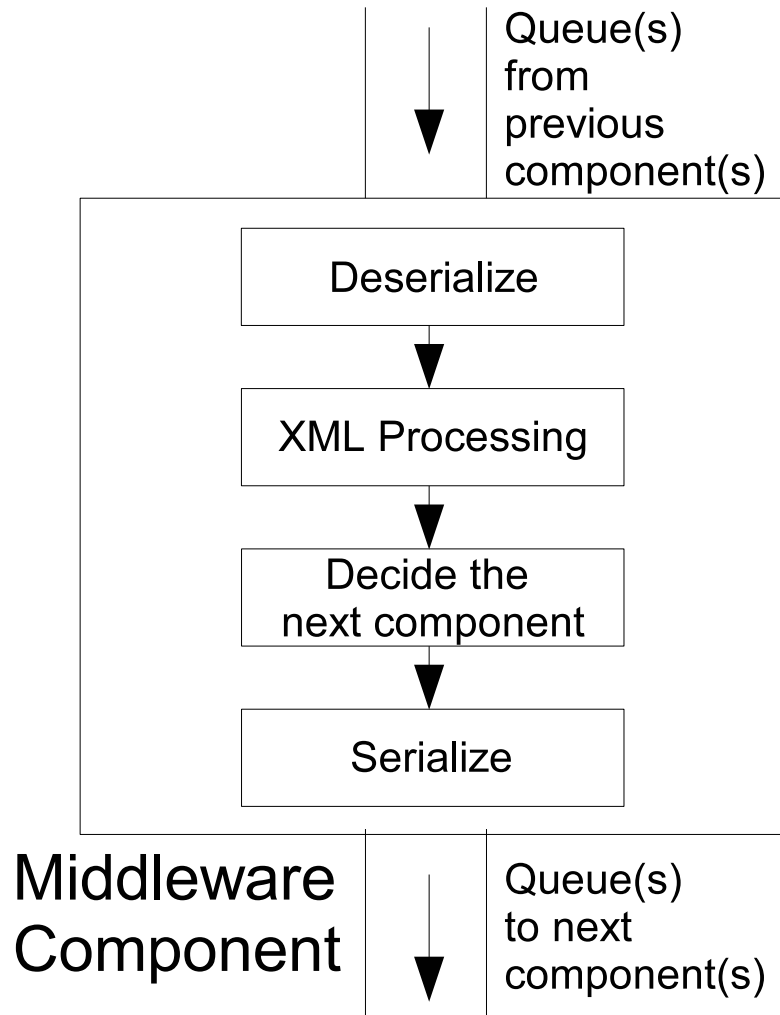 Queue(s)
from
previous
component(s)
Deserialize
XML Processing
Decide the
next component
Serialize
Middleware
Component
Queue(s)
to next
component(s)